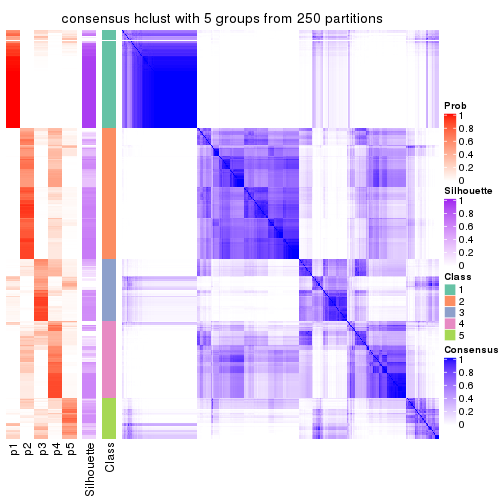 consensus hclust with 5 groups from 250 partitions
Prob
1
0.8
0.6
0.4
0.2
0
Silhouette
1
0.8
0.6
0.4
0.2
0
Class
1
2
3
4
5
Consensus
1
0.8
0.6
0.4
0.2
0
p1
p2
p3
p4
p5
Silhouette
Class